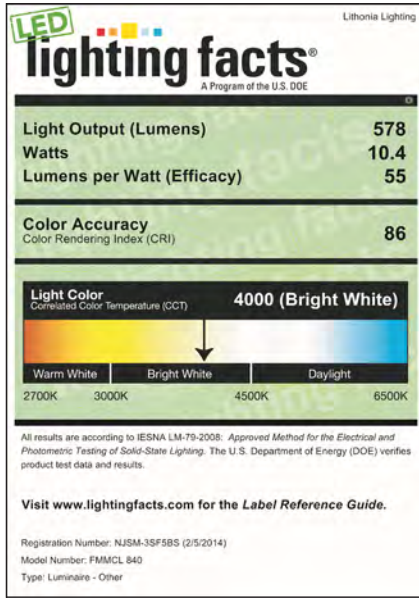 Lithonia Lighting
LED
lighting facts®
A Program of the U.S. DOE
Light Output (Lumens) 578
Watts 10.4
Lumens per Watt (Efficacy) 55
Color Accuracy 86
Color Rendering Index (CRI)
Light Color 4000 (Bright White)
Correlated Color Temperature (CCT)
Warm White Bright White Daylight
2700K 3000K 4500K 6500K
All results are according to IESNA LM-79-2008: Approved Method for the Electrical and
Photometric Testing of Solid-State Lighting. The U.S. Department of Energy (DOE) verifies
product test data and results.
Visit www.lightingfacts.com for the Label Reference Guide.
Registration Number: NJSM-3SF5BS (2/5/2014)
Model Number: FMMCL 840
Type: Luminaire - Other